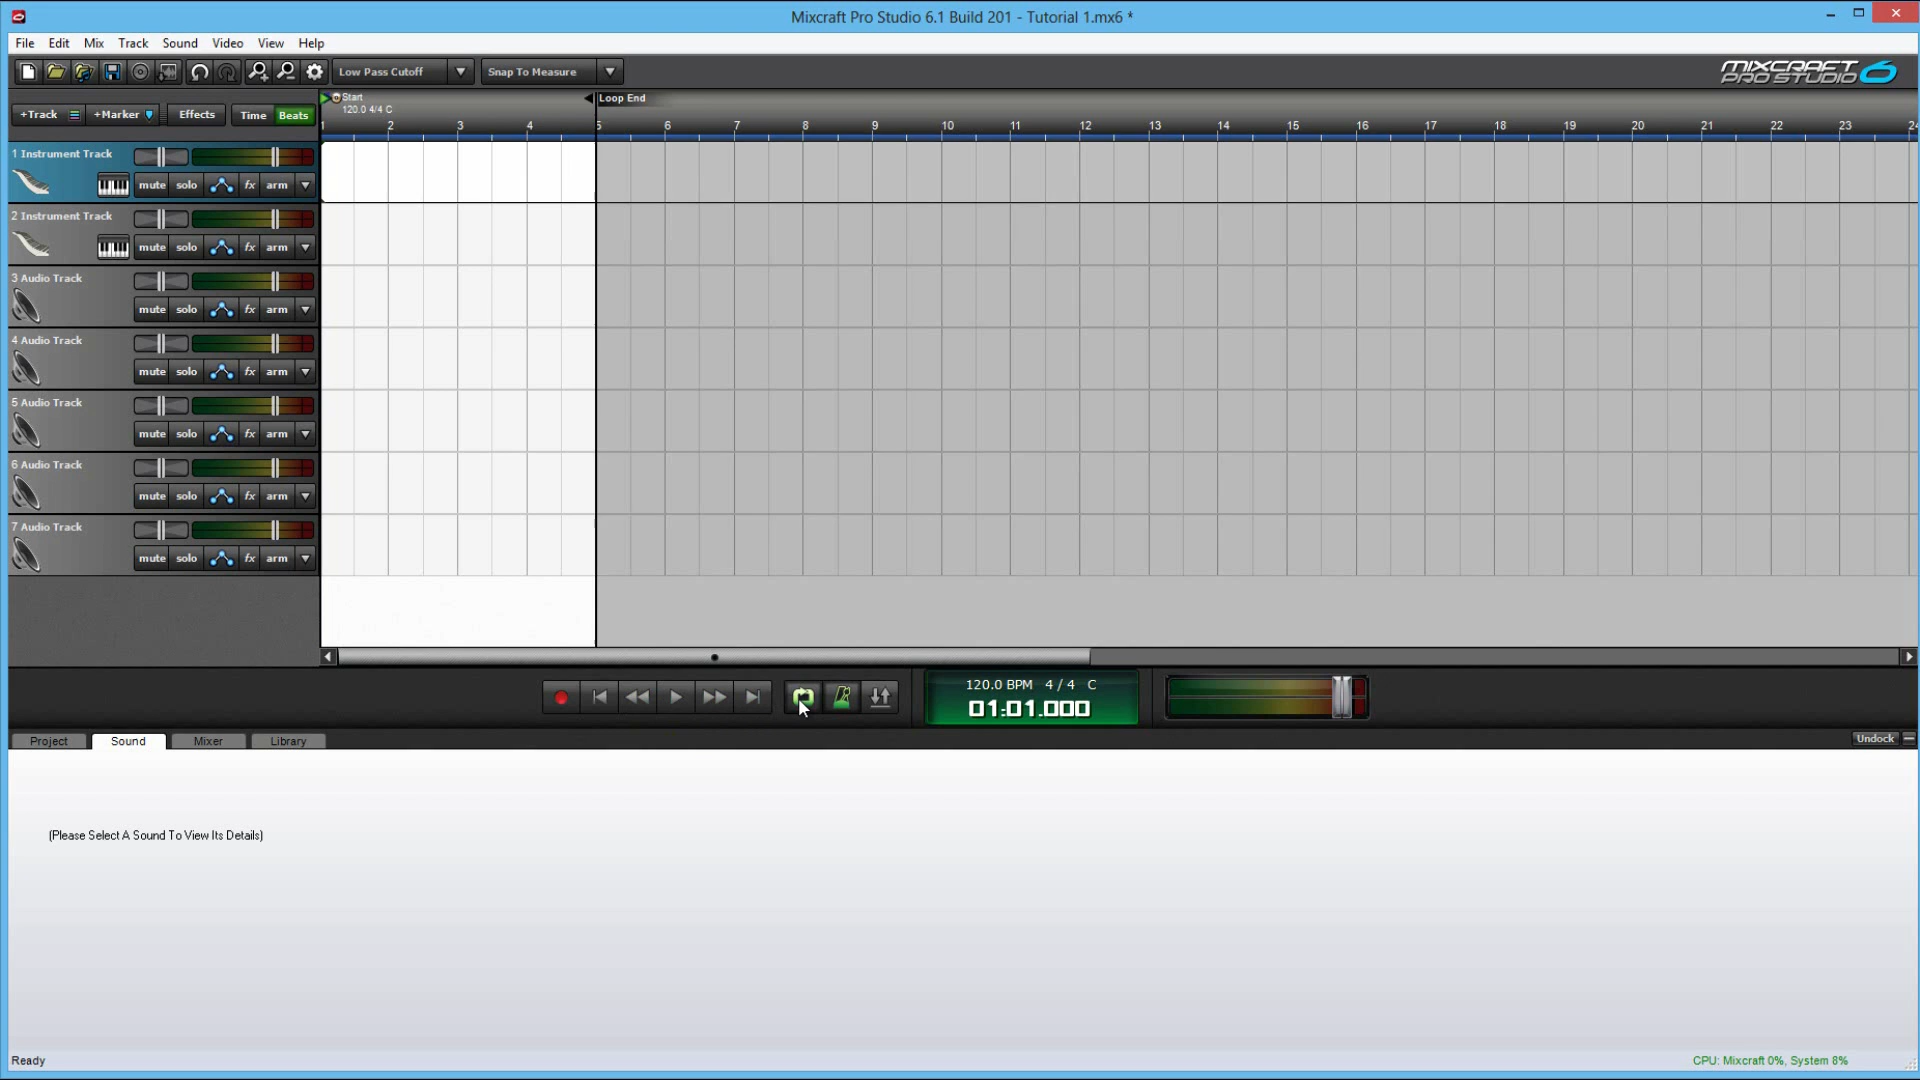 Mixcraft Pro Studio 6.1 Build 201 - Tutorial 1.mx6 *
File Edit Mix Track Sound Video View Help
Low Pass Cutoff Snap To Measure MIXCRAFT PRO STUDIO 6
+Track +Marker Effects Time Beats
Start Loop End
120.0 4/4 C
1 2 3 4 5 6 7 8 9 10 11 12 13 14 15 16 17 18 19 20 21 22 23 24
1 Instrument Track
mute solo fx arm
2 Instrument Track
mute solo fx arm
3 Audio Track
mute solo fx arm
4 Audio Track
mute solo fx arm
5 Audio Track
mute solo fx arm
6 Audio Track
mute solo fx arm
7 Audio Track
mute solo fx arm
120.0 BPM 4 / 4 C
01:01.000
Project Sound Mixer Library Undock
(Please Select A Sound To View Its Details)
Ready CPU: Mixcraft 0%, System 8%